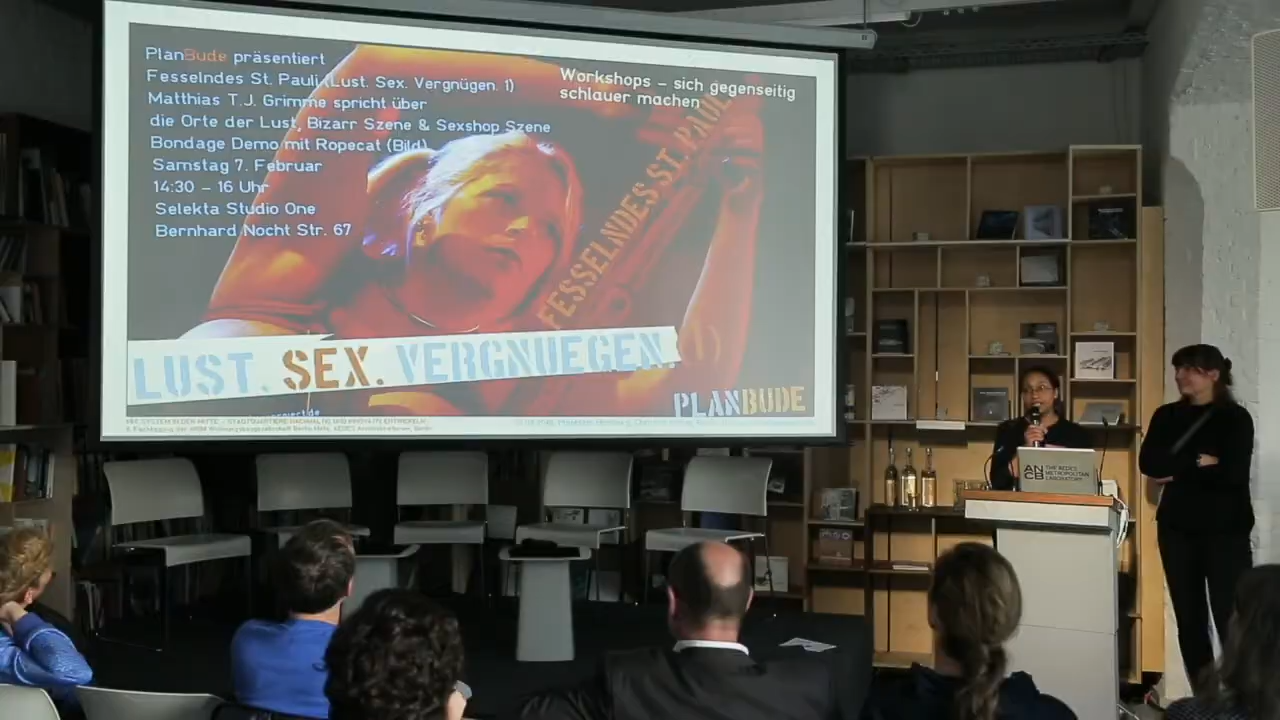 PlanBude präsentiert
Fesselndes St. Pauli (Lust. Sex. Vergnügen. 1)
Matthias T.J. Grimme spricht über
die Orte der Lust, Bizarr Szene & Sexshop Szene
Bondage Demo mit Ropecat (Bild)
Samstag 7. Februar
14:30 – 16 Uhr
Selekta Studio One
Bernhard Nocht Str. 67
Workshops – sich gegenseitig
schlauer machen
FESSELNDES ST. PAULI
LUST. SEX. VERGNUEGEN.
PLANBUDE
AN
CB
THE AEDES
METROPOLITAN
LABORATORY